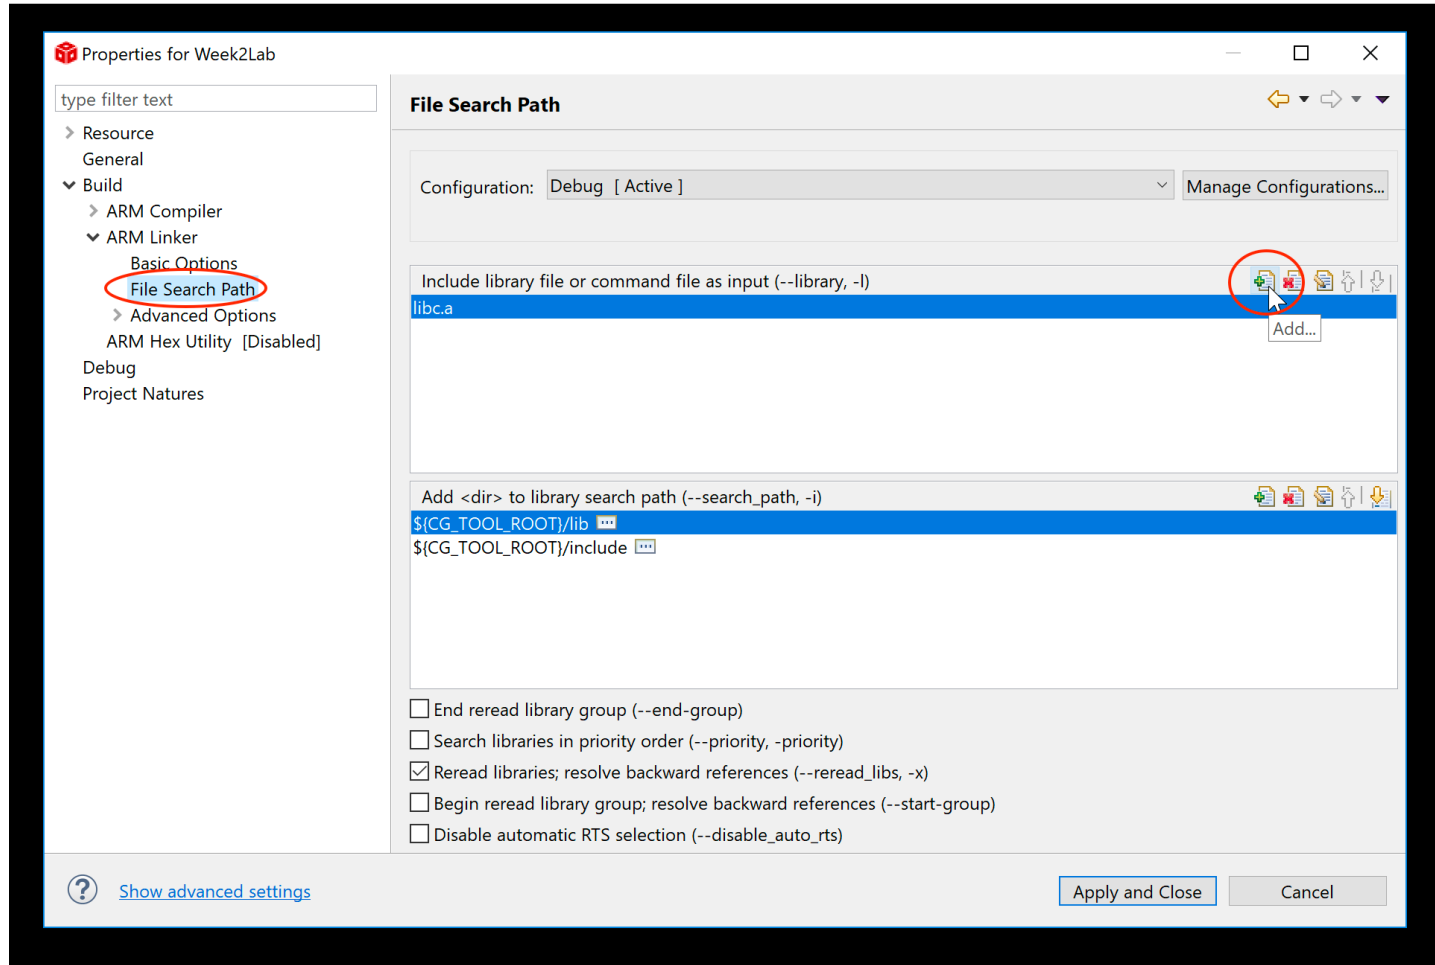 Properties for Week2Lab
type filter text
Resource
General
Build
ARM Compiler
ARM Linker
Basic Options
File Search Path
Advanced Options
ARM Hex Utility [Disabled]
Debug
Project Natures
File Search Path
Configuration:
Debug [ Active ]
Manage Configurations...
Include library file or command file as input (--library, -l)
libc.a
Add...
Add <dir> to library search path (--search_path, -i)
${CG_TOOL_ROOT}/lib
${CG_TOOL_ROOT}/include
End reread library group (--end-group)
Search libraries in priority order (--priority, -priority)
Reread libraries; resolve backward references (--reread_libs, -x)
Begin reread library group; resolve backward references (--start-group)
Disable automatic RTS selection (--disable_auto_rts)
?
Show advanced settings
Apply and Close
Cancel